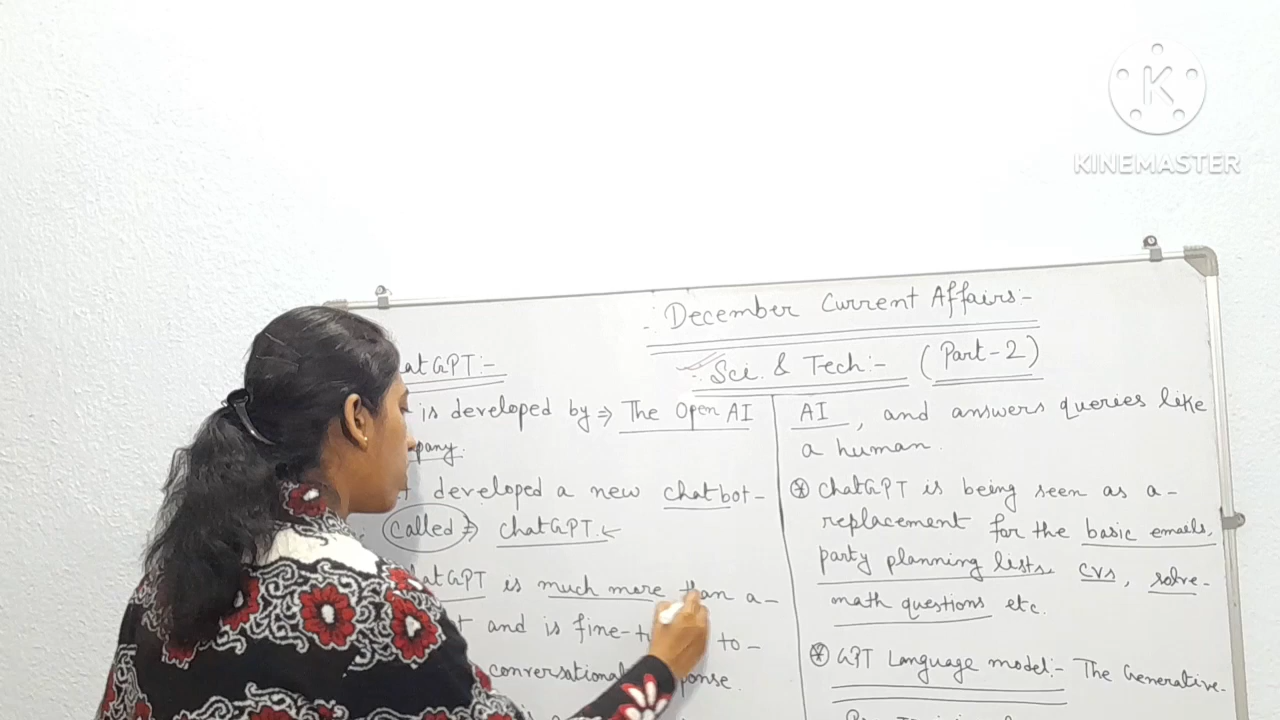 KINEMASTER
December Current Affairs:-
Sci. & Tech:- (Part-2)
atGPT:-
is developed by ⇒ The Open AI
pany.
developed a new chatbot-
called ⇒ chatGPT.
atGPT is much more than a-
t and is fine-t to-
conversational ponse.
AI, and answers queries like
a human.
chatGPT is being seen as a-
replacement for the basic emails,
party planning lists, CVs, solve-
math questions etc.
GPT Language model:- The Generative-